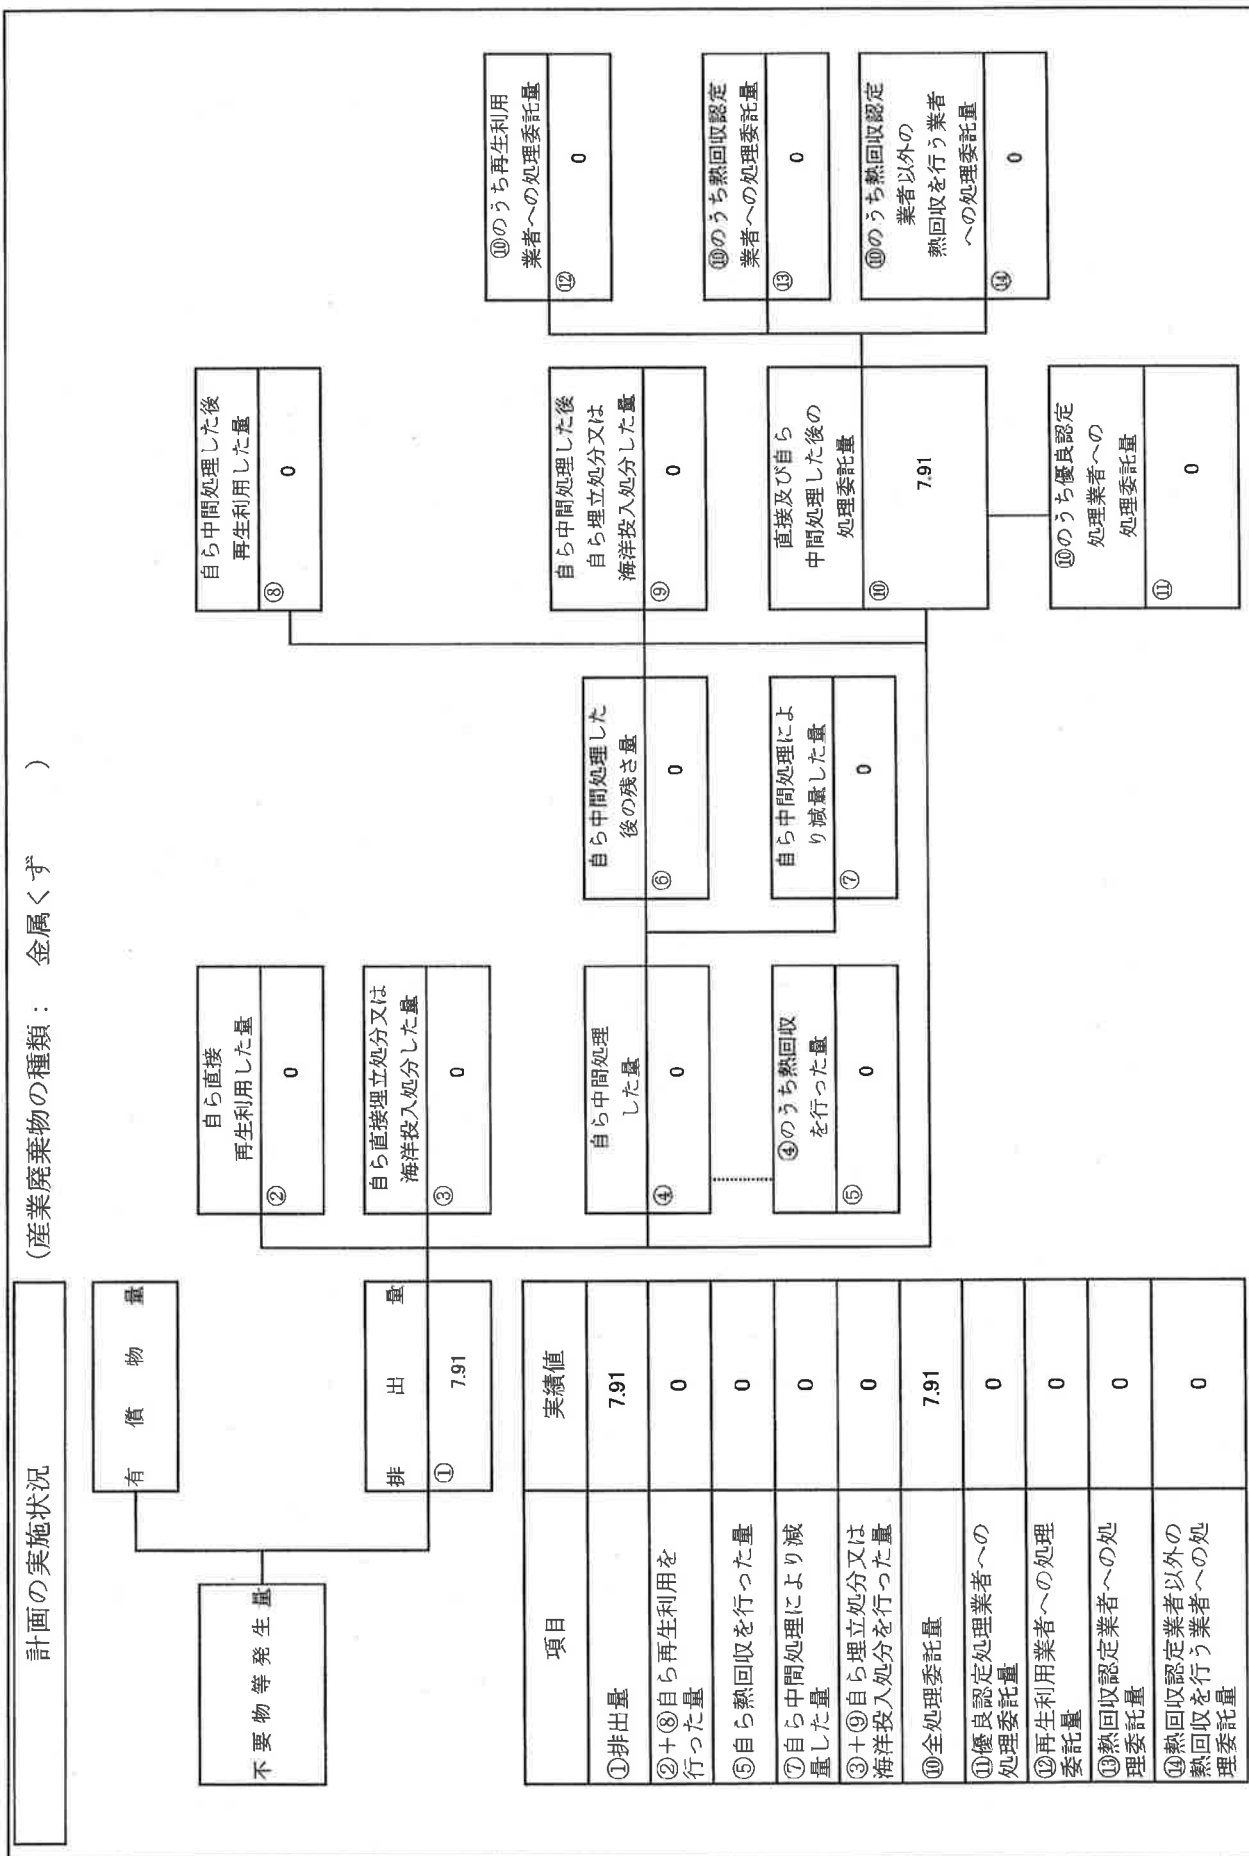 計画の実施状況
(産業廃棄物の種類： 金属くず )
不要物等発生量
有償物量
排出量
① 7.91
自ら直接
再生利用した量
② 0
自ら直接埋立処分又は
海洋投入処分した量
③ 0
自ら中間処理
した量
④ 0
④のうち熱回収
を行った量
⑤ 0
自ら中間処理した
後の残さ量
⑥ 0
自ら中間処理によ
り減量した量
⑦ 0
自ら中間処理した後
再生利用した量
⑧ 0
自ら中間処理した後
自ら埋立処分又は
海洋投入処分した量
⑨ 0
直接及び自ら
中間処理した後の
処理委託量
⑩ 7.91
⑩のうち優良認定
処理業者への
処理委託量
⑪ 0
⑩のうち再生利用
業者への処理委託量
⑫ 0
⑩のうち熱回収認定
業者への処理委託量
⑬ 0
⑩のうち熱回収認定
業者以外の
熱回収を行う業者
への処理委託量
⑭ 0
項目 実績値
①排出量 7.91
②＋⑧自ら再生利用を
行った量 0
⑤自ら熱回収を行った量 0
⑦自ら中間処理により減
量した量 0
③＋⑨自ら埋立処分又は
海洋投入処分を行った量 0
⑩全処理委託量 7.91
⑪優良認定処理業者への
処理委託量 0
⑫再生利用業者への処理
委託量 0
⑬熱回収認定業者への処
理委託量 0
⑭熱回収認定業者以外の
熱回収を行う業者への処
理委託量 0